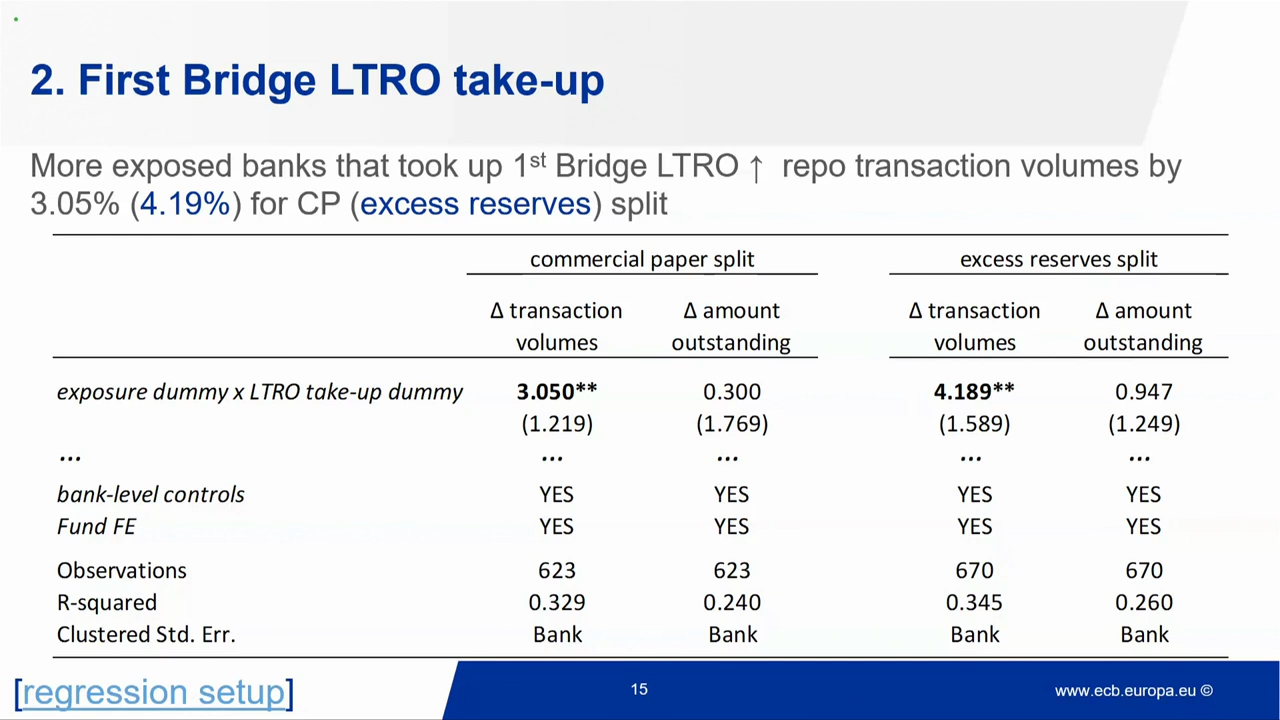 2. First Bridge LTRO take-up
More exposed banks that took up 1st Bridge LTRO ↑ repo transaction volumes by
3.05% (4.19%) for CP (excess reserves) split
commercial paper split excess reserves split
Δ transaction Δ amount Δ transaction Δ amount
volumes outstanding volumes outstanding
exposure dummy x LTRO take-up dummy 3.050** 0.300 4.189** 0.947
(1.219) (1.769) (1.589) (1.249)
... ... ... ... ...
bank-level controls YES YES YES YES
Fund FE YES YES YES YES
Observations 623 623 670 670
R-squared 0.329 0.240 0.345 0.260
Clustered Std. Err. Bank Bank Bank Bank
[regression setup] 15 www.ecb.europa.eu ©